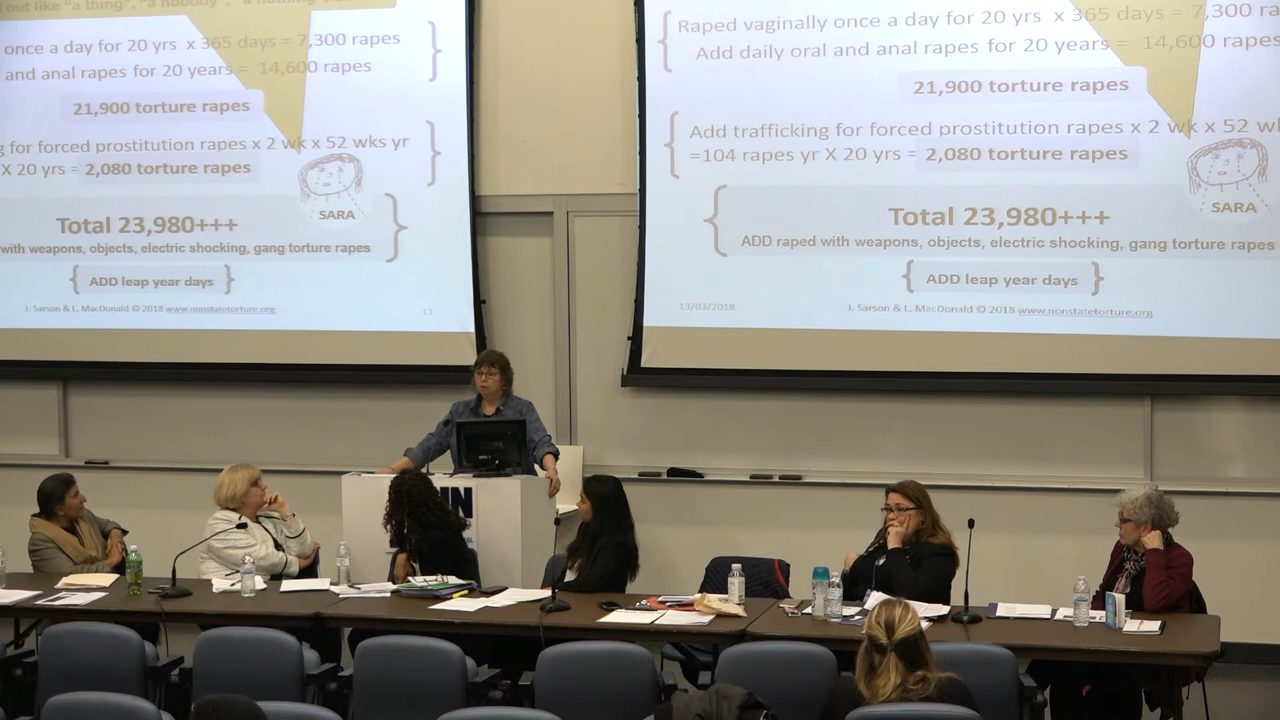 out like "a thing", "a nobody", "a nothing
once a day for 20 yrs x 365 days = 7,300 rapes
and anal rapes for 20 years = 14,600 rapes
21,900 torture rapes
for forced prostitution rapes x 2 wk x 52 wks yr
X 20 yrs = 2,080 torture rapes
SARA
Total 23,980+++
with weapons, objects, electric shocking, gang torture rapes
ADD leap year days
J. Sarson & L. MacDonald © 2018 www.nonstatetorture.org
11
Raped vaginally once a day for 20 yrs x 365 days = 7,300
Add daily oral and anal rapes for 20 years = 14,600 rapes
21,900 torture rapes
Add trafficking for forced prostitution rapes x 2 wk x 52
=104 rapes yr X 20 yrs = 2,080 torture rapes
SARA
Total 23,980+++
ADD raped with weapons, objects, electric shocking, gang torture rapes
ADD leap year days
13/03/2018
J. Sarson & L. MacDonald © 2018 www.nonstatetorture.org